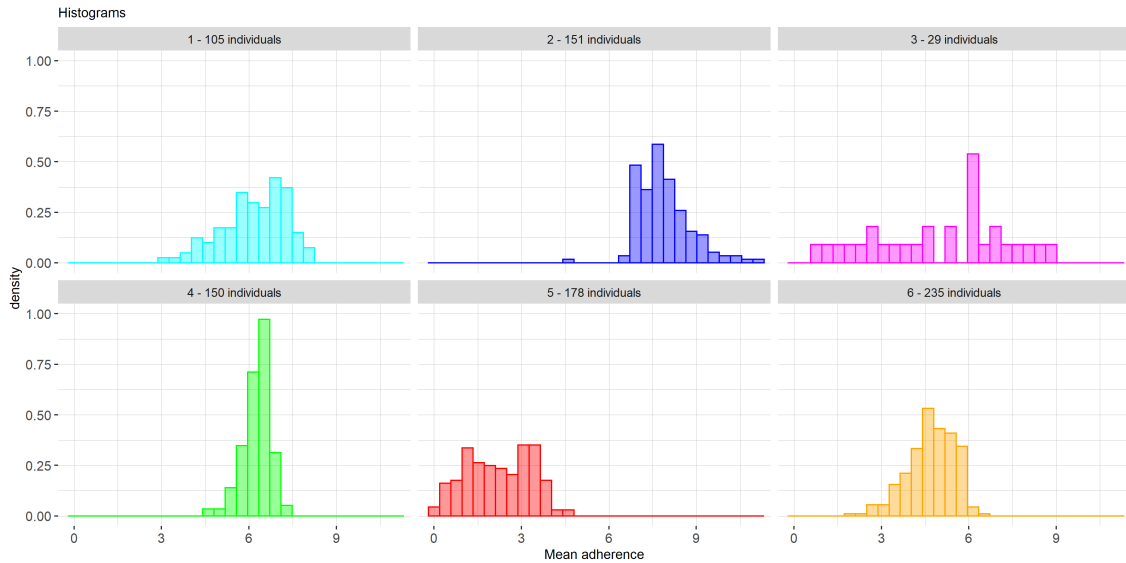 Histograms
1 - 105 individuals
2 - 151 individuals
3 - 29 individuals
1.00
0.75
0.50
0.25
0.00
density
4 - 150 individuals
5 - 178 individuals
6 - 235 individuals
1.00
0.75
0.50
0.25
0.00
0 3 6 9
0 3 6 9
0 3 6 9
Mean adherence